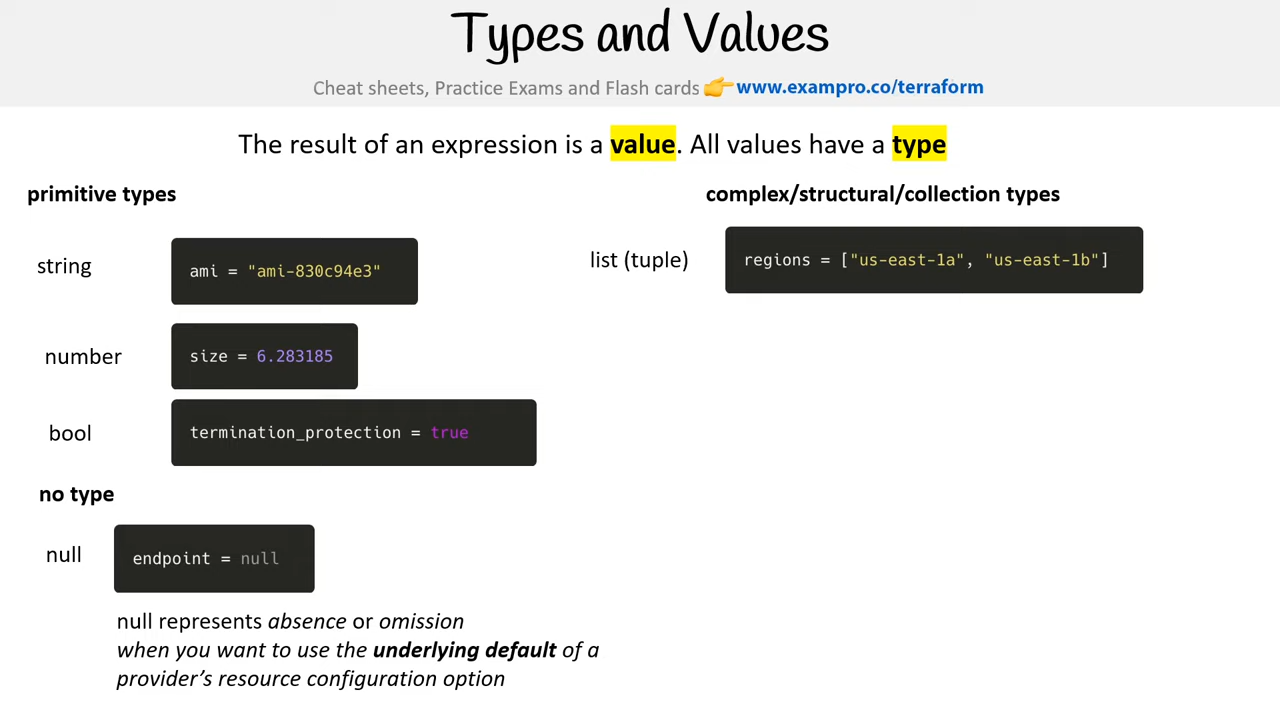 Types and Values
Cheat sheets, Practice Exams and Flash cards 👉 www.exampro.co/terraform
The result of an expression is a value. All values have a type
primitive types
string
ami = "ami-830c94e3"
number
size = 6.283185
bool
termination_protection = true
no type
null
endpoint = null
null represents absence or omission
when you want to use the underlying default of a
provider’s resource configuration option
complex/structural/collection types
list (tuple)
regions = ["us-east-1a", "us-east-1b"]